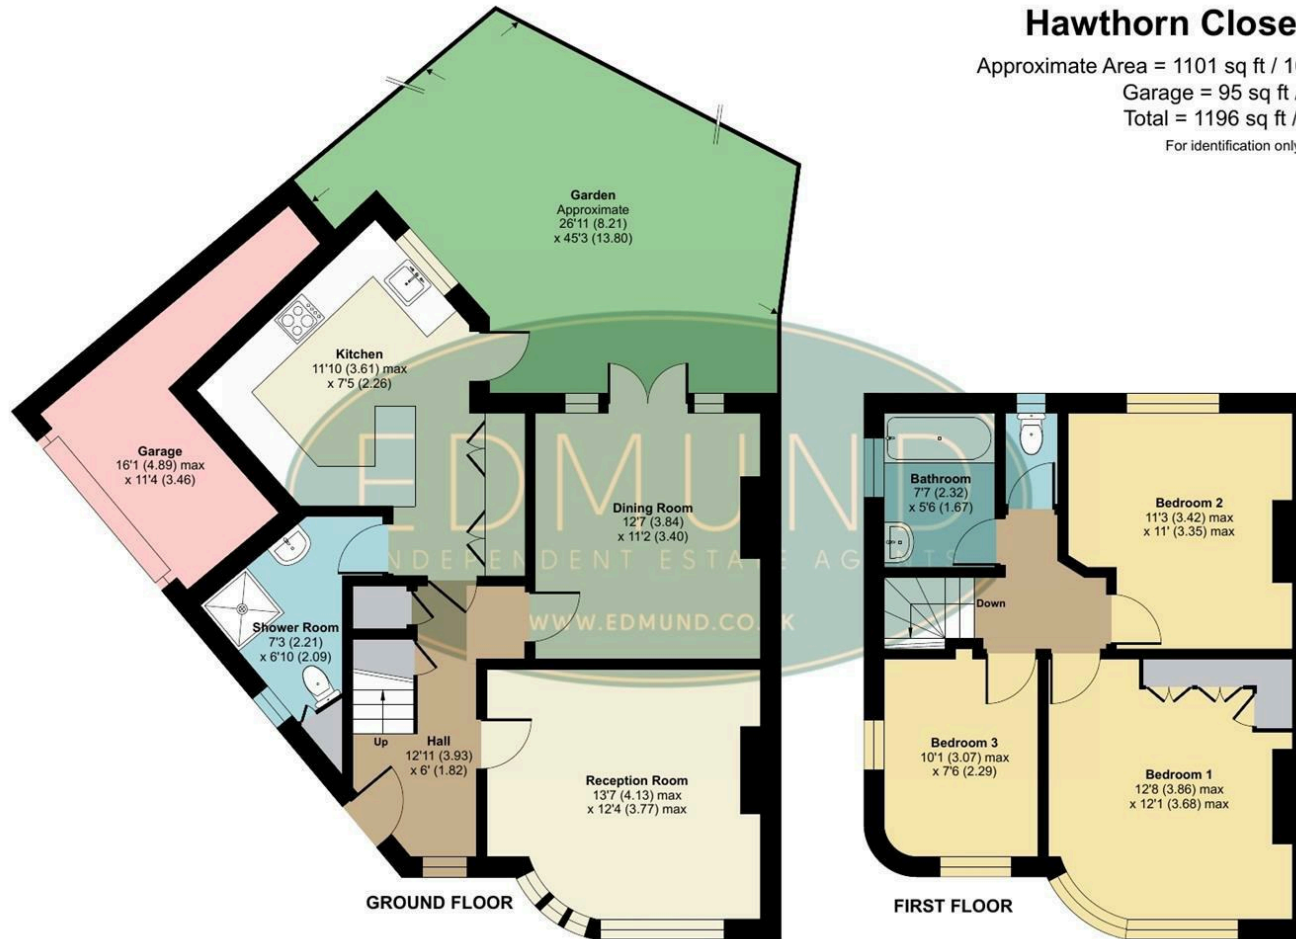 Hawthorn Close
Approximate Area = 1101 sq ft /
Garage = 95 sq ft /
Total = 1196 sq ft /
For identification only
Garden
Approximate
26'11 (8.21)
x 45'3 (13.80)
Kitchen
11'10 (3.61) max
x 7'5 (2.26)
Garage
16'1 (4.89) max
x 11'4 (3.46)
EDMUND
INDEPENDENT ESTATE AGENTS
WWW.EDMUND.CO.UK
Dining Room
12'7 (3.84)
x 11'2 (3.40)
Shower Room
7'3 (2.21)
x 6'10 (2.09)
Up
Hall
12'11 (3.93)
x 6' (1.82)
Reception Room
13'7 (4.13) max
x 12'4 (3.77) max
GROUND FLOOR
Bathroom
7'7 (2.32)
x 5'6 (1.67)
Bedroom 2
11'3 (3.42) max
x 11' (3.35) max
Down
Bedroom 3
10'1 (3.07) max
x 7'6 (2.29)
Bedroom 1
12'8 (3.86) max
x 12'1 (3.68) max
FIRST FLOOR